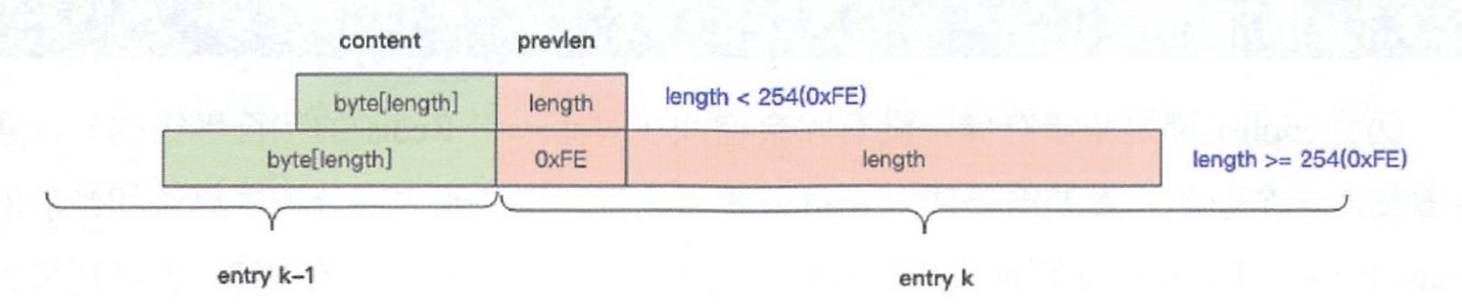 content prevlen
byte[length] length length < 254(0xFE)
byte[length] 0xFE length length >= 254(0xFE)
entry k-1
entry k